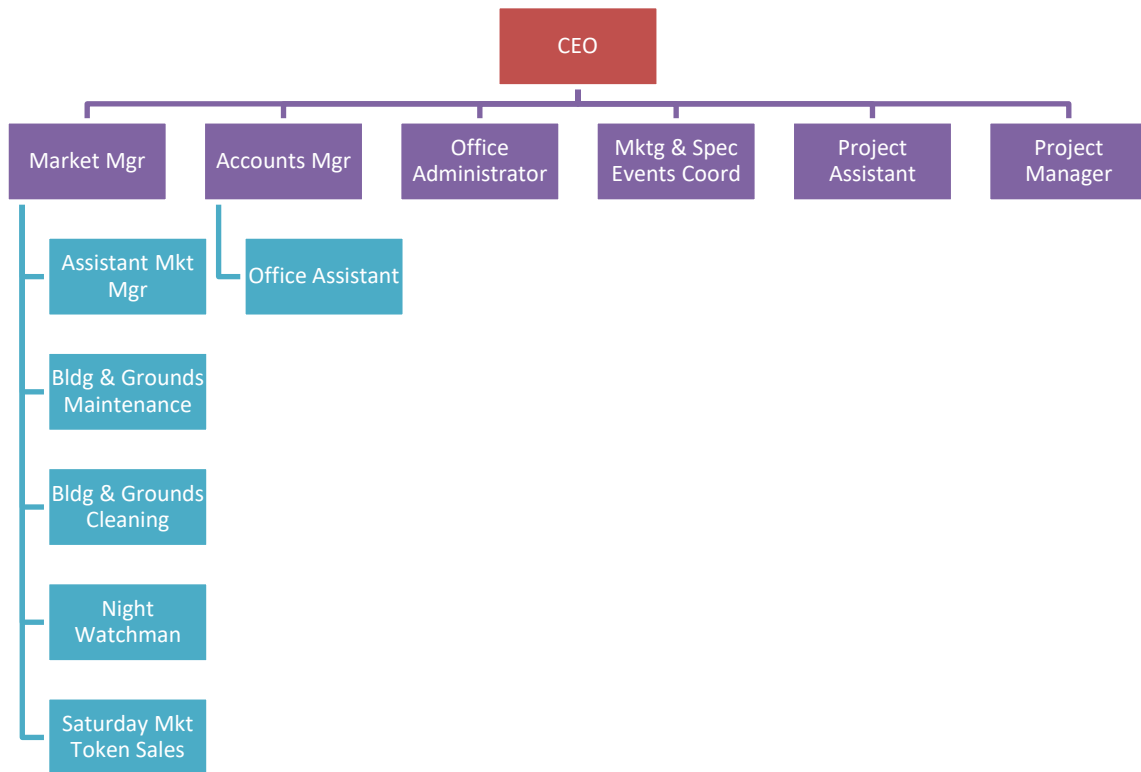 CEO
Market Mgr
Accounts Mgr
Office
Administrator
Mktg & Spec
Events Coord
Project
Assistant
Project
Manager
Assistant Mkt
Mgr
Office Assistant
Bldg & Grounds
Maintenance
Bldg & Grounds
Cleaning
Night
Watchman
Saturday Mkt
Token Sales